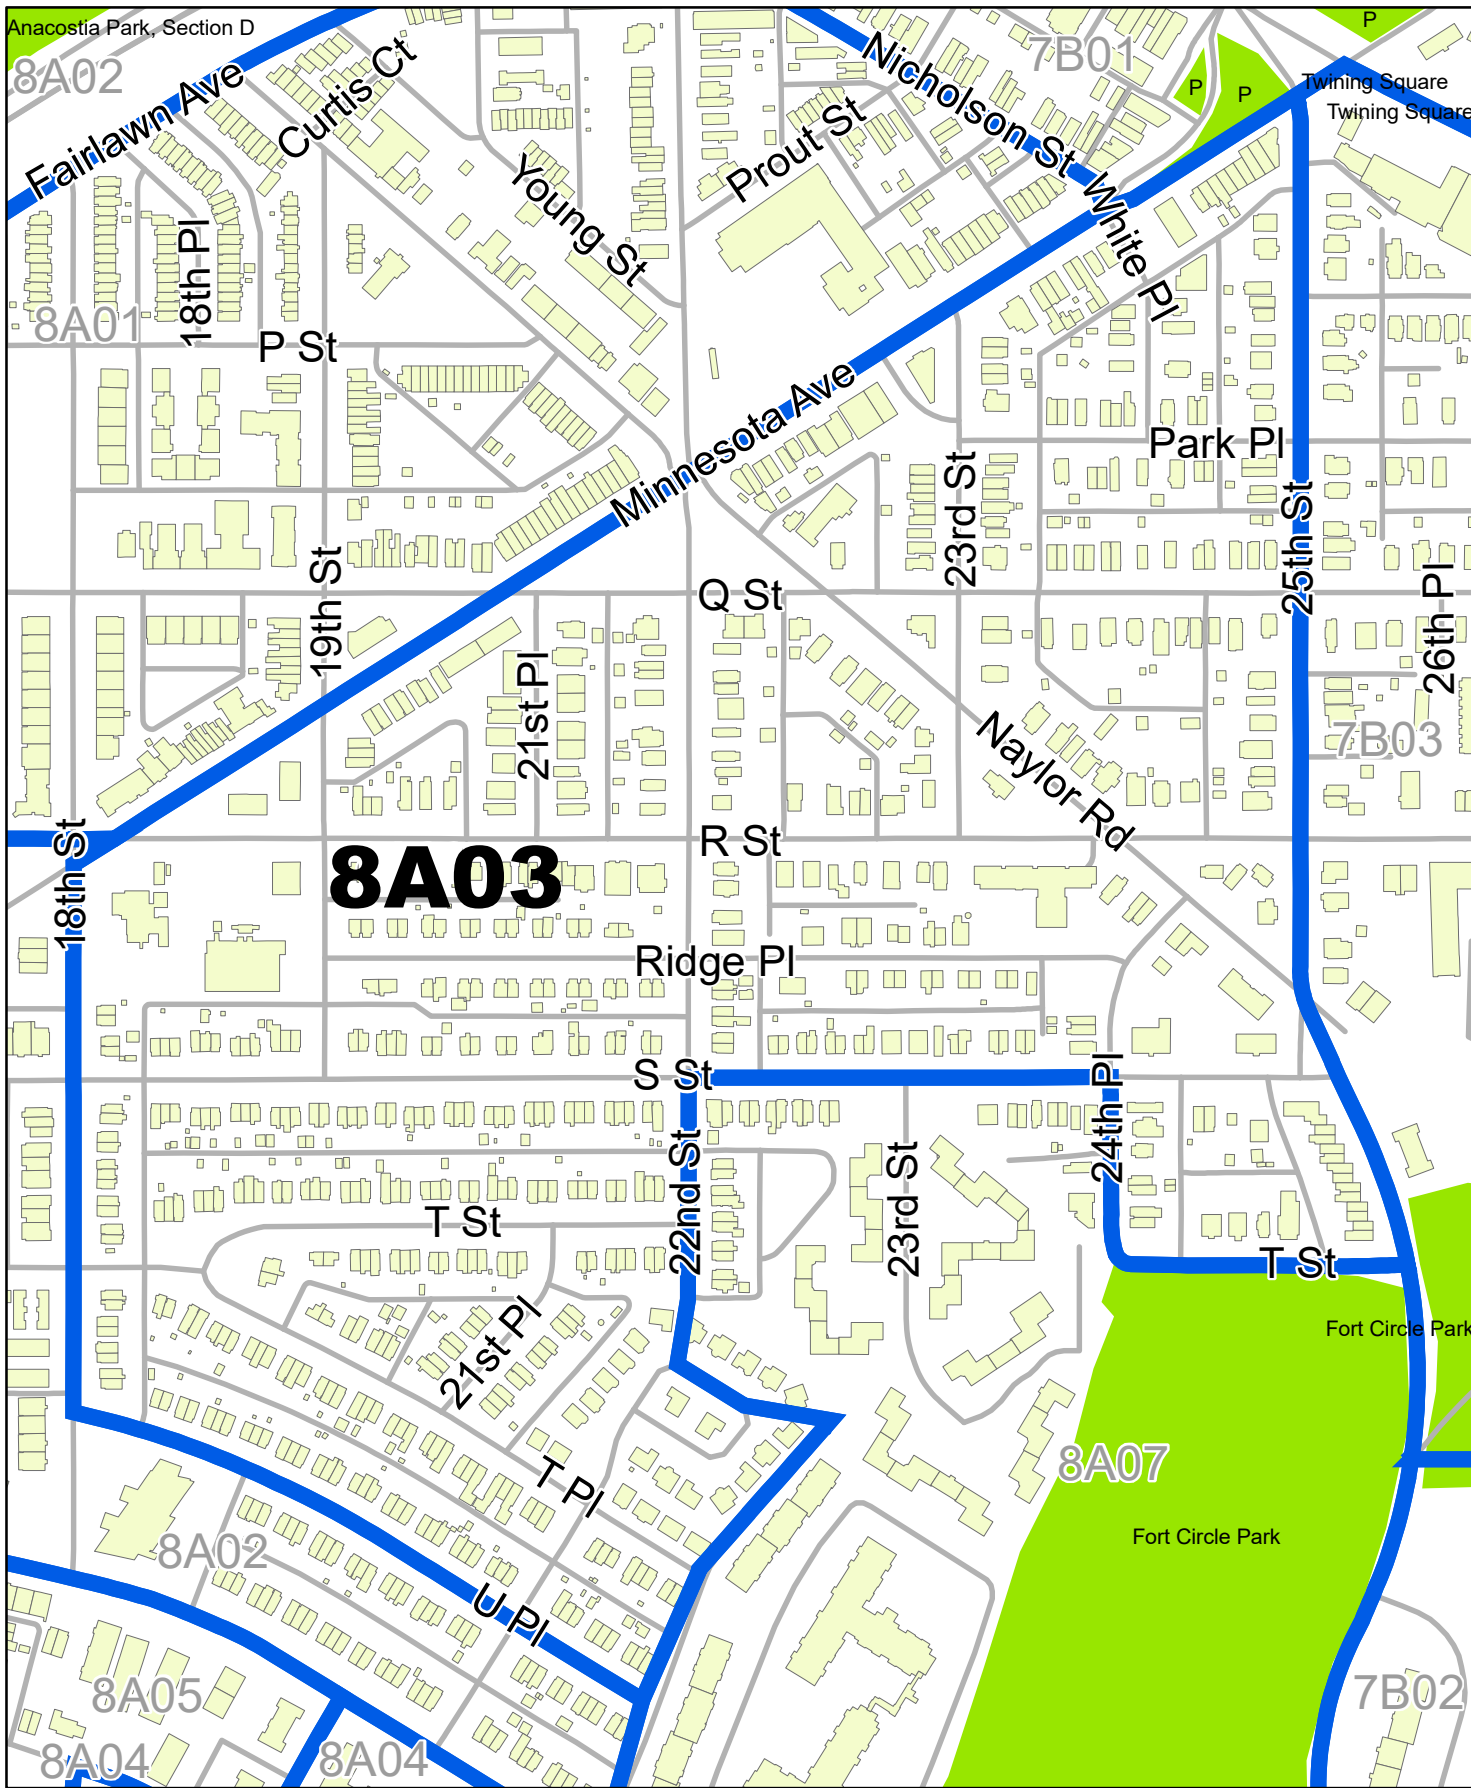 Anacostia Park, Section D
P
8A02
7B01
Nicholson St
Curtis Ct
Fairlawn Ave
Twining Square
P
P
Twining Square
Prout St
Young St
White Pl
18th Pl
8A01
P St
Minnesota Ave
Park Pl
23rd St
25th St
19th St
Q St
26th Pl
21st Pl
7B03
Naylor Rd
R St
18th St
8A03
Ridge Pl
S St
24th Pl
22nd St
23rd St
T St
T St
Fort Circle Park
21st Pl
8A07
T Pl
Fort Circle Park
8A02
U Pl
8A05
7B02
8A04
8A04